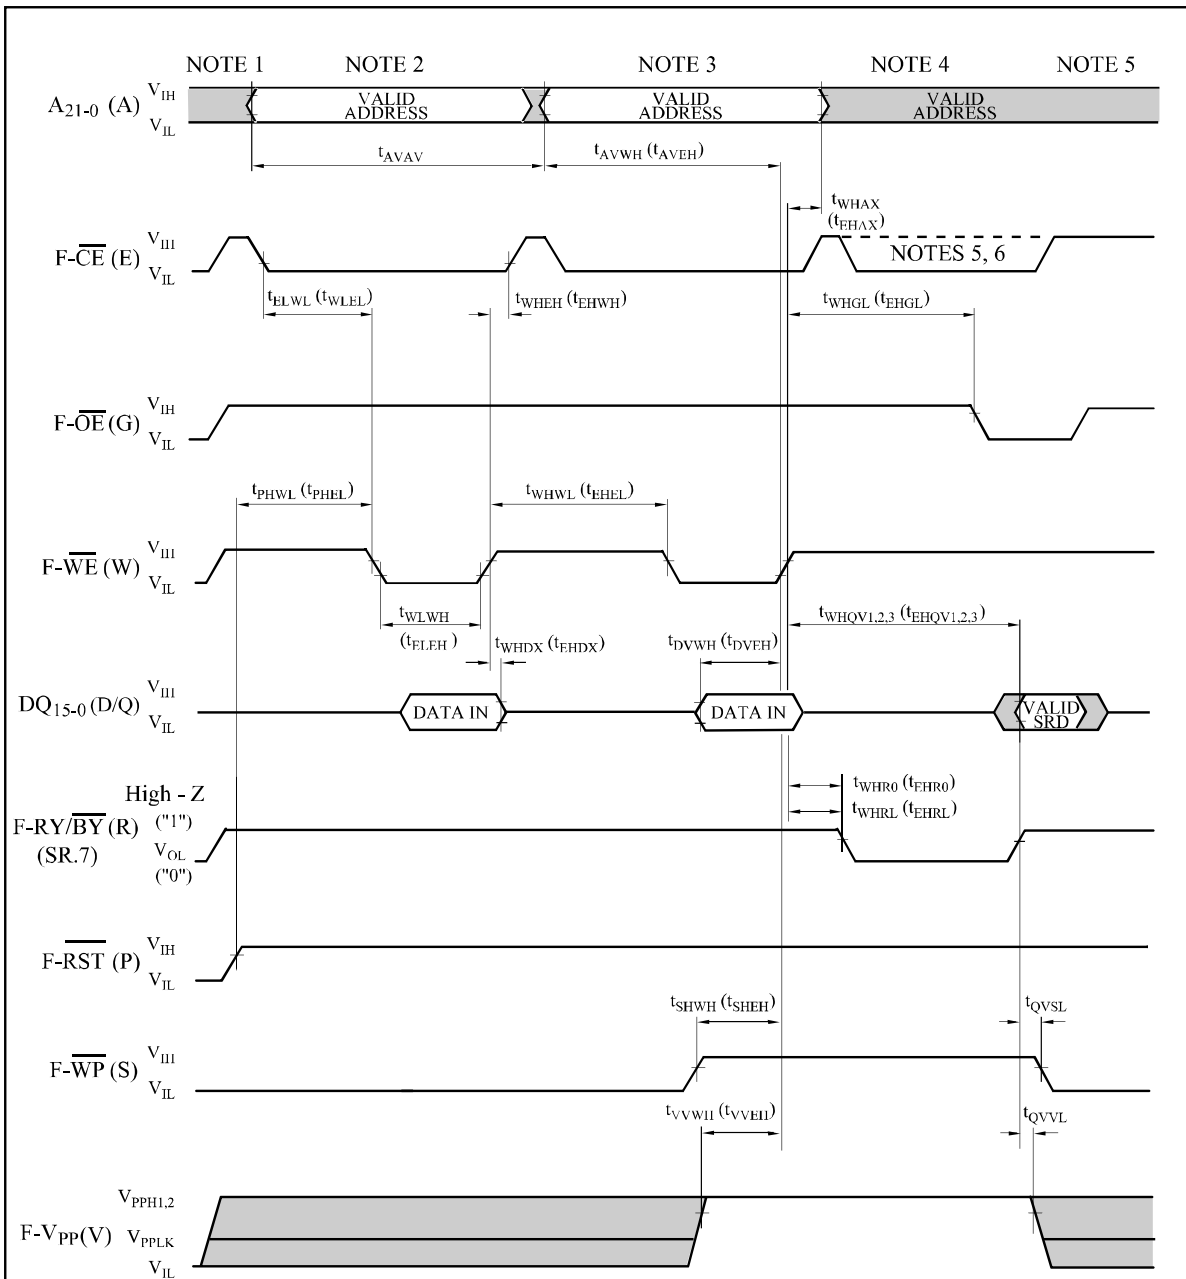 NOTE 1 NOTE 2 NOTE 3 NOTE 4 NOTE 5
A21-0 (A) VIH VIL
VALID ADDRESS
VALID ADDRESS
VALID ADDRESS
tAVAV
tAVWH (tAVEH)
tWHAX
(tEHAX)
F-CE (E) VIH VIL
NOTES 5, 6
tELWL (tWLEL)
tWHEH (tEHWH)
tWHGL (tEHGL)
F-OE (G) VIH VIL
tPHWL (tPHEL)
tWHWL (tEHEL)
F-WE (W) VIH VIL
tWLWH
(tELEH)
tWHDX (tEHDX)
tDVWH (tDVEH)
tWHQV1,2,3 (tEHQV1,2,3)
DQ15-0 (D/Q) VIH VIL
DATA IN
DATA IN
VALID SRD
High - Z
("1")
F-RY/BY (R)
(SR.7)
VOL
("0")
tWHR0 (tEHR0)
tWHRL (tEHRL)
F-RST (P) VIH VIL
tSHWH (tSHEH)
tQVSL
F-WP (S) VIH VIL
tVVWH (tVVEH)
tQVVL
VPPH1,2
F-VPP (V) VPPLK
VIL